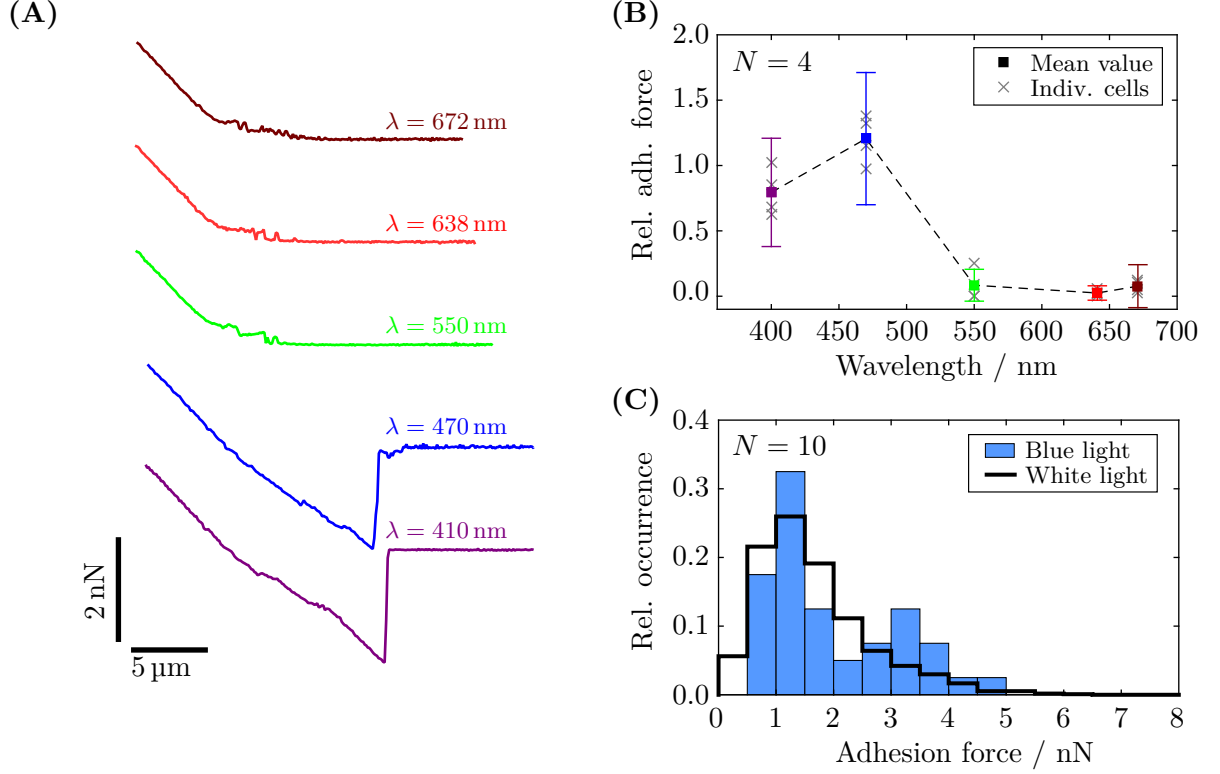 (A)
λ = 672 nm
λ = 638 nm
λ = 550 nm
λ = 470 nm
λ = 410 nm
2 nN
5 µm
(B)
N = 4
Mean value
Indiv. cells
2.0
1.5
1.0
0.5
0.0
Rel. adh. force
400 450 500 550 600 650 700
Wavelength / nm
(C)
N = 10
Blue light
White light
0.4
0.3
0.2
0.1
0.0
Rel. occurrence
0 1 2 3 4 5 6 7 8
Adhesion force / nN